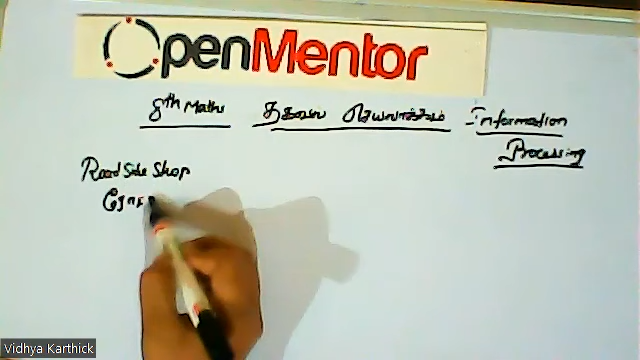 OpenMentor
8th Maths தகவல் செயலாக்கம் Information
Processing
Road Side Shop
Vidhya Karthick